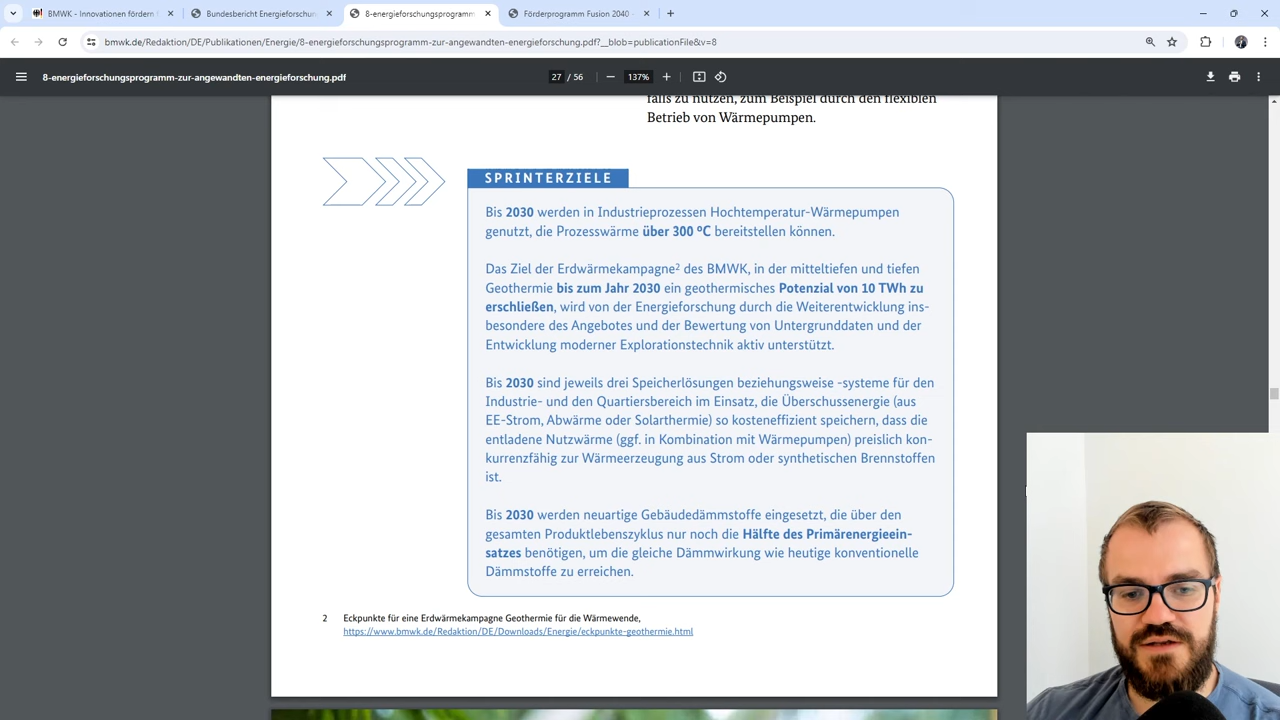 BMWK - Innovationen fördern
Bundesbericht Energieforschung
8-energieforschungsprogramm
Förderprogramm Fusion 2040 -
bmwk.de/Redaktion/DE/Publikationen/Energie/8-energieforschungsprogramm-zur-angewandten-energieforschung.pdf?__blob=publicationFile&v=8
8-energieforschungsprogramm-zur-angewandten-energieforschung.pdf
27 / 56
137%
falls zu nutzen, zum Beispiel durch den flexiblen
Betrieb von Wärmepumpen.
SPRINTERZIELE
Bis 2030 werden in Industrieprozessen Hochtemperatur-Wärmepumpen
genutzt, die Prozesswärme über 300 °C bereitstellen können.
Das Ziel der Erdwärmekampagne² des BMWK, in der mitteltiefen und tiefen
Geothermie bis zum Jahr 2030 ein geothermisches Potenzial von 10 TWh zu
erschließen, wird von der Energieforschung durch die Weiterentwicklung ins-
besondere des Angebotes und der Bewertung von Untergrunddaten und der
Entwicklung moderner Explorationstechnik aktiv unterstützt.
Bis 2030 sind jeweils drei Speicherlösungen beziehungsweise -systeme für den
Industrie- und den Quartiersbereich im Einsatz, die Überschussenergie (aus
EE-Strom, Abwärme oder Solarthermie) so kosteneffizient speichern, dass die
entladene Nutzwärme (ggf. in Kombination mit Wärmepumpen) preislich kon-
kurrenzfähig zur Wärmeerzeugung aus Strom oder synthetischen Brennstoffen
ist.
Bis 2030 werden neuartige Gebäudedämmstoffe eingesetzt, die über den
gesamten Produktlebenszyklus nur noch die Hälfte des Primärenergieein-
satzes benötigen, um die gleiche Dämmwirkung wie heutige konventionelle
Dämmstoffe zu erreichen.
2 Eckpunkte für eine Erdwärmekampagne Geothermie für die Wärmewende,
https://www.bmwk.de/Redaktion/DE/Downloads/Energie/eckpunkte-geothermie.html